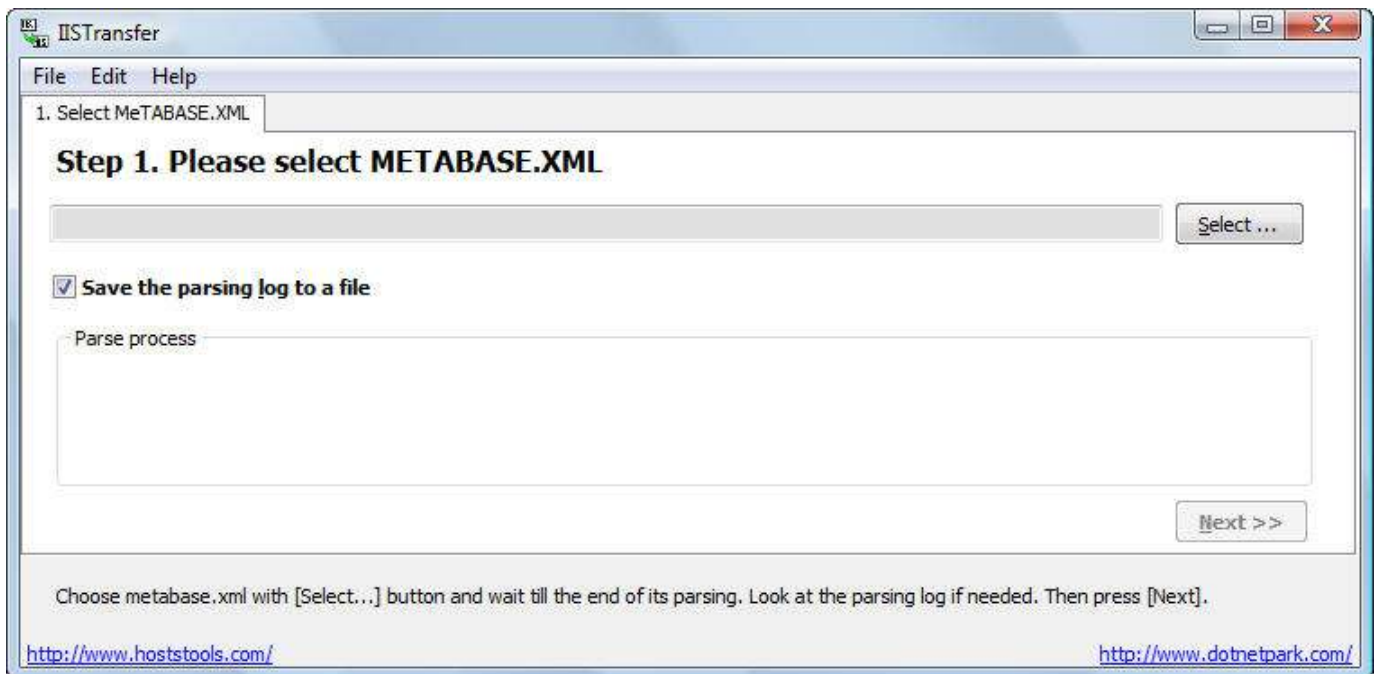 IISTransfer
File Edit Help
1. Select MeTABASE.XML
Step 1. Please select METABASE.XML
Select ...
Save the parsing log to a file
Parse process
Next >>
Choose metabase.xml with [Select...] button and wait till the end of its parsing. Look at the parsing log if needed. Then press [Next].
http://www.hoststools.com/ http://www.dotnetpark.com/